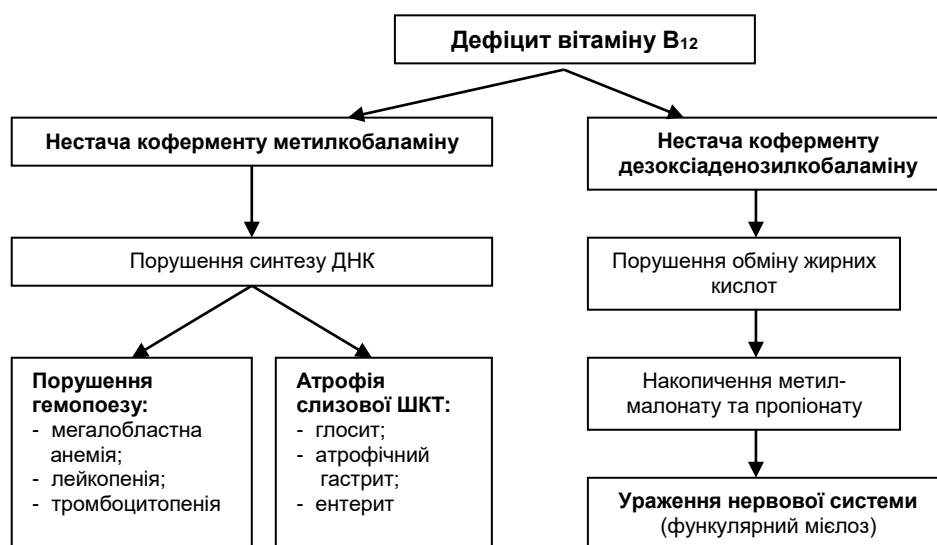 Дефіцит вітаміну В₁₂
Нестача коферменту метилкобаламіну
Нестача коферменту
дезоксіаденозилкобаламіну
Порушення синтезу ДНК
Порушення обміну жирних
кислот
Порушення
гемопоезу:
- мегалобластна
анемія;
- лейкопенія;
- тромбоцитопенія
Атрофія
слизової ШКТ:
- глосит;
- атрофічний
гастрит;
- ентерит
Накопичення метил-
малонату та пропіонату
Ураження нервової системи
(функулярний мієлоз)